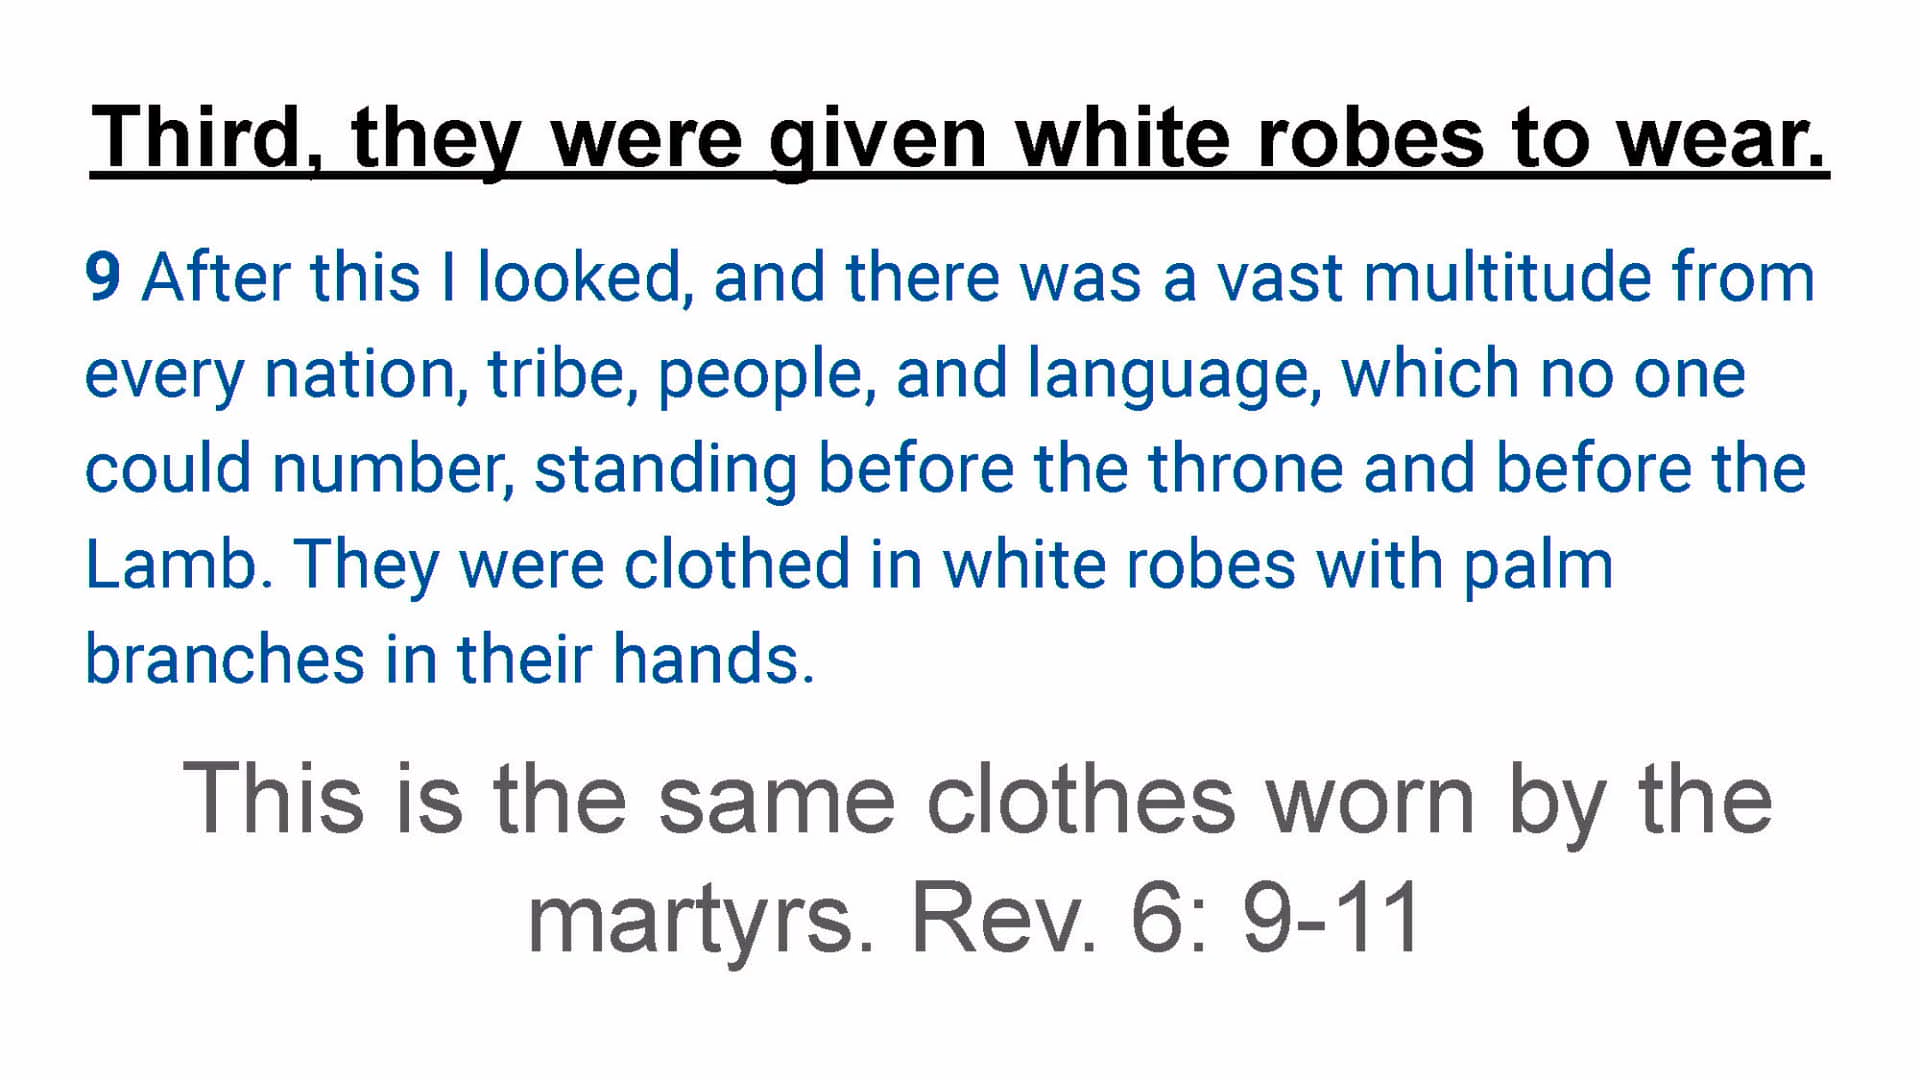 Third, they were given white robes to wear.
9 After this I looked, and there was a vast multitude from
every nation, tribe, people, and language, which no one
could number, standing before the throne and before the
Lamb. They were clothed in white robes with palm
branches in their hands.
This is the same clothes worn by the
martyrs. Rev. 6: 9-11